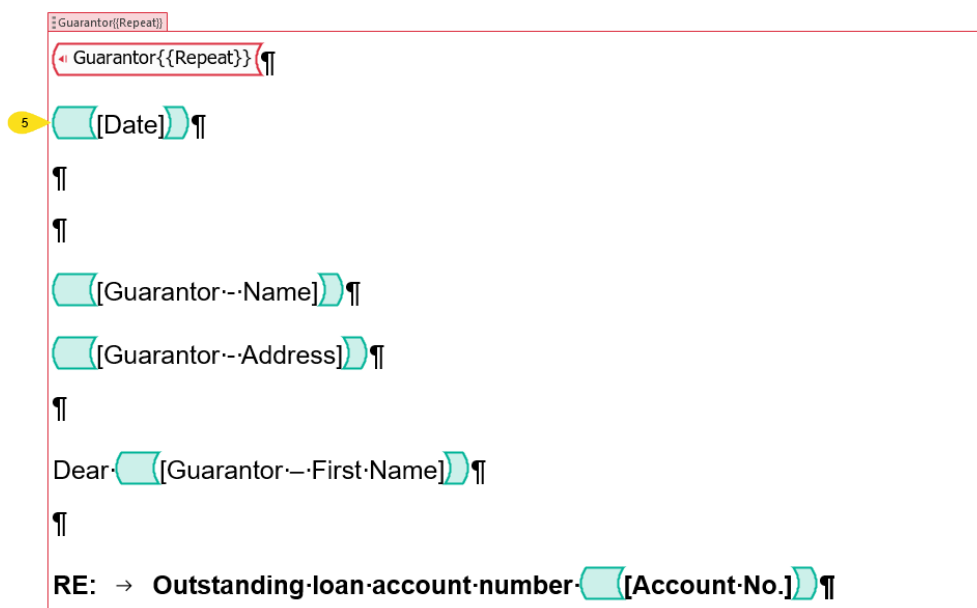 Guarantor{{Repeat}}
Guarantor{{Repeat}}¶
5 [Date]¶
¶
¶
[Guarantor·-·Name]¶
[Guarantor·-·Address]¶
¶
Dear·[Guarantor·–·First·Name]¶
¶
RE: → Outstanding·loan·account·number·[Account·No.]¶